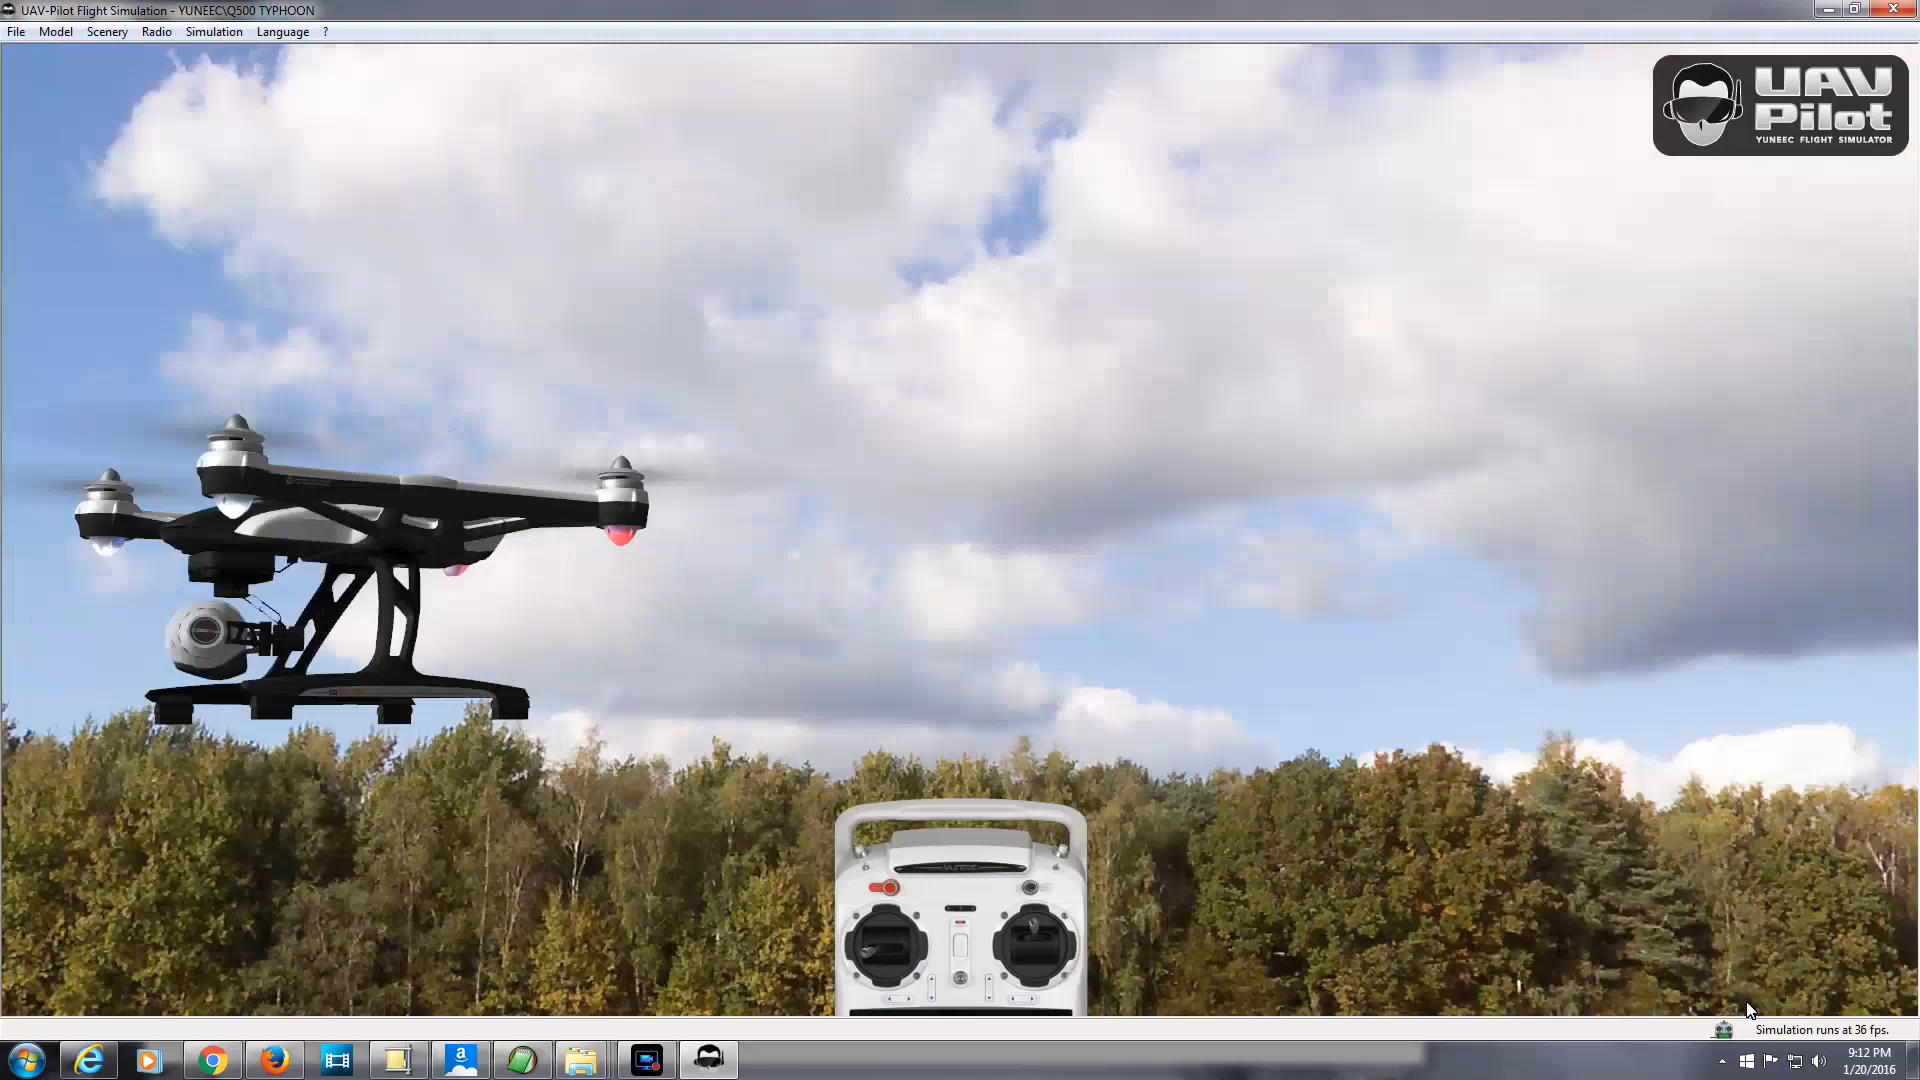 UAV-Pilot Flight Simulation - YUNEEC\Q500 TYPHOON
File Model Scenery Radio Simulation Language ?
UAV
Pilot
YUNEEC FLIGHT SIMULATOR
YUNEEC
Simulation runs at 36 fps.
9:12 PM
1/20/2016